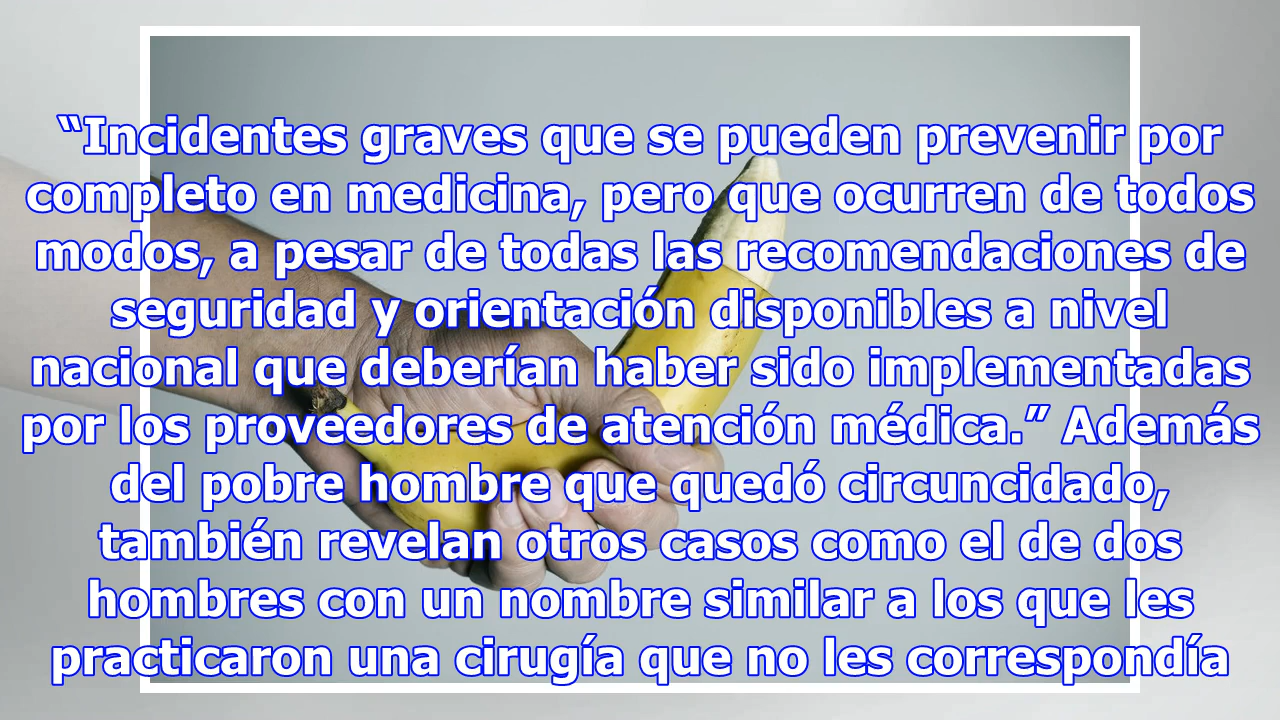 “Incidentes graves que se pueden prevenir por
completo en medicina, pero que ocurren de todos
modos, a pesar de todas las recomendaciones de
seguridad y orientación disponibles a nivel
nacional que deberían haber sido implementadas
por los proveedores de atención médica.” Además
del pobre hombre que quedó circuncidado,
también revelan otros casos como el de dos
hombres con un nombre similar a los que les
practicaron una cirugía que no les correspondía